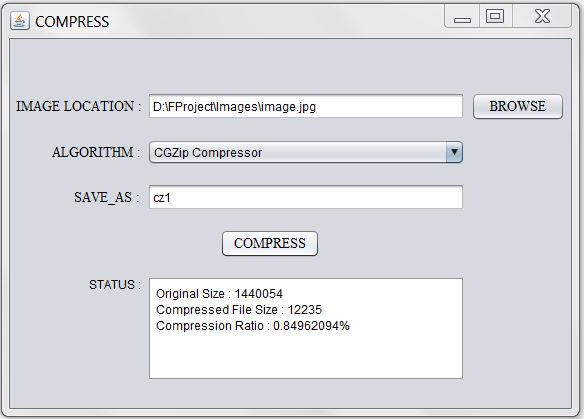 COMPRESS
IMAGE LOCATION : D:\FProject\Images\image.jpg BROWSE
ALGORITHM : CGZip Compressor
SAVE_AS : cz1
COMPRESS
STATUS :
Original Size : 1440054
Compressed File Size : 12235
Compression Ratio : 0.84962094%